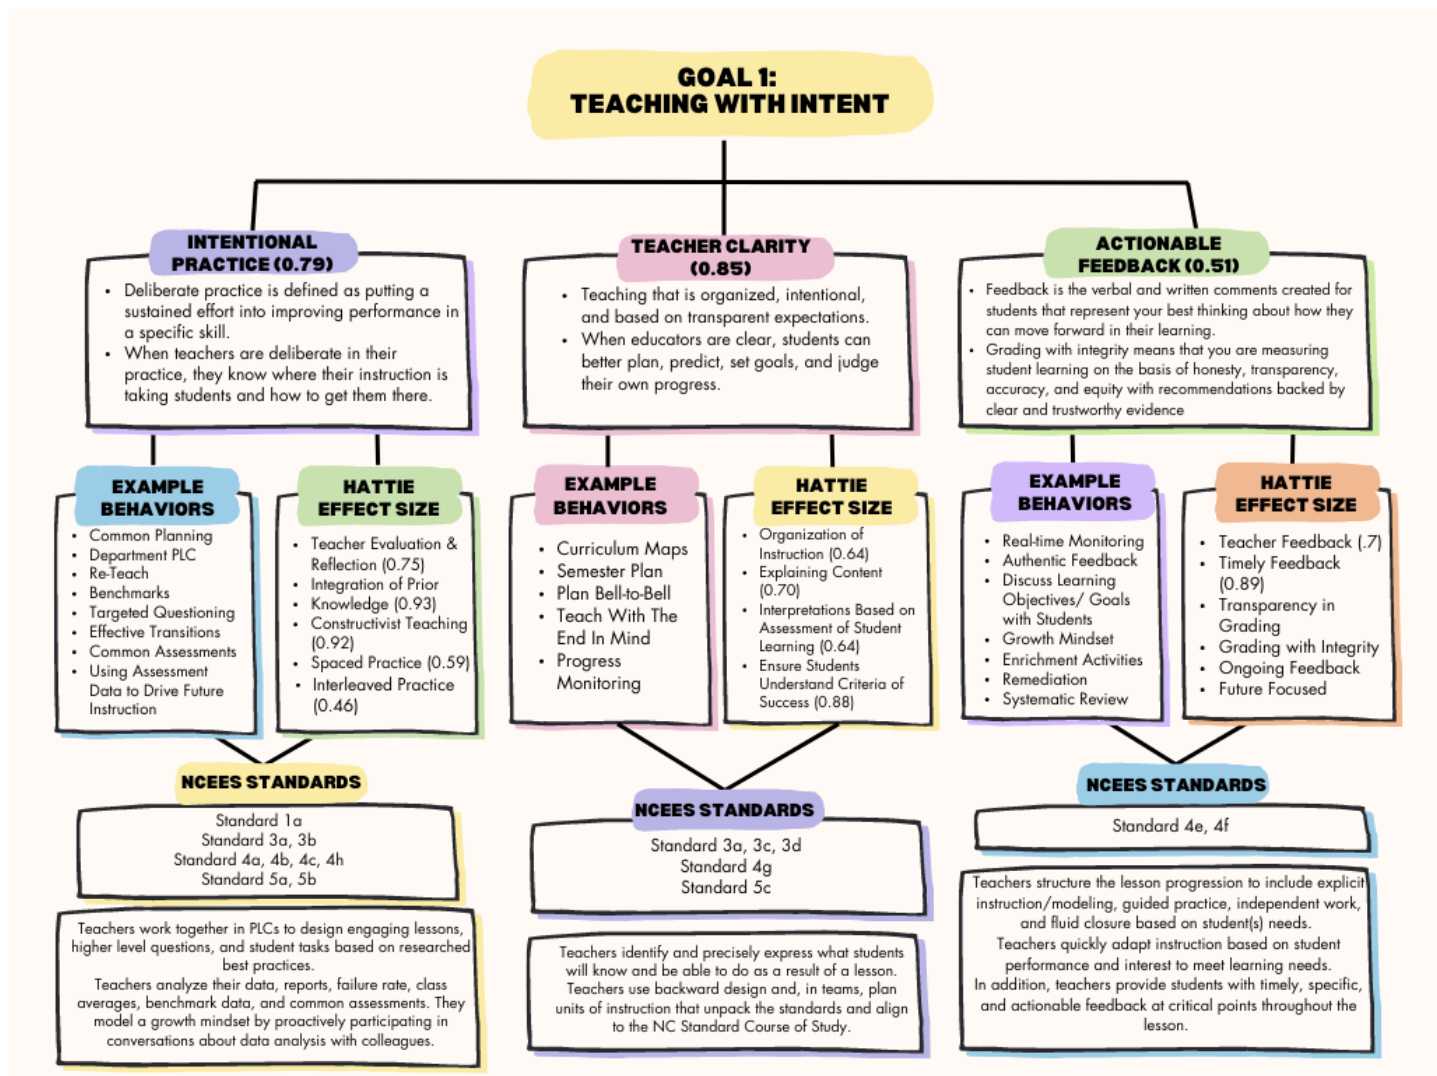 GOAL 1:
TEACHING WITH INTENT
INTENTIONAL
PRACTICE (0.79)
• Deliberate practice is defined as putting a
sustained effort into improving performance in
a specific skill.
• When teachers are deliberate in their
practice, they know where their instruction is
taking students and how to get them there.
EXAMPLE
BEHAVIORS
• Common Planning
• Department PLC
• Re-Teach
• Benchmarks
• Targeted Questioning
• Effective Transitions
• Common Assessments
• Using Assessment
Data to Drive Future
Instruction
HATTIE
EFFECT SIZE
• Teacher Evaluation &
Reflection (0.75)
• Integration of Prior
• Knowledge (0.93)
• Constructivist Teaching
(0.92)
• Spaced Practice (0.59)
• Interleaved Practice
(0.46)
NCEES STANDARDS
Standard 1a
Standard 3a, 3b
Standard 4a, 4b, 4c, 4h
Standard 5a, 5b
Teachers work together in PLCs to design engaging lessons,
higher level questions, and student tasks based on researched
best practices.
Teachers analyze their data, reports, failure rate, class
averages, benchmark data, and common assessments. They
model a growth mindset by proactively participating in
conversations about data analysis with colleagues.
TEACHER CLARITY
(0.85)
• Teaching that is organized, intentional,
and based on transparent expectations.
• When educators are clear, students can
better plan, predict, set goals, and judge
their own progress.
EXAMPLE
BEHAVIORS
• Curriculum Maps
• Semester Plan
• Plan Bell-to-Bell
• Teach With The
End In Mind
• Progress
Monitoring
HATTIE
EFFECT SIZE
• Organization of
Instruction (0.64)
• Explaining Content
(0.70)
• Interpretations Based on
Assessment of Student
Learning (0.64)
• Ensure Students
Understand Criteria of
Success (0.88)
NCEES STANDARDS
Standard 3a, 3c, 3d
Standard 4g
Standard 5c
Teachers identify and precisely express what students
will know and be able to do as a result of a lesson.
Teachers use backward design and, in teams, plan
units of instruction that unpack the standards and align
to the NC Standard Course of Study.
ACTIONABLE
FEEDBACK (0.51)
• Feedback is the verbal and written comments created for
students that represent your best thinking about how they
can move forward in their learning.
• Grading with integrity means that you are measuring
student learning on the basis of honesty, transparency,
accuracy, and equity with recommendations backed by
clear and trustworthy evidence
EXAMPLE
BEHAVIORS
• Real-time Monitoring
• Authentic Feedback
• Discuss Learning
Objectives/ Goals
with Students
• Growth Mindset
• Enrichment Activities
• Remediation
• Systematic Review
HATTIE
EFFECT SIZE
• Teacher Feedback (.7)
• Timely Feedback
(0.89)
• Transparency in
Grading
• Grading with Integrity
• Ongoing Feedback
• Future Focused
NCEES STANDARDS
Standard 4e, 4f
Teachers structure the lesson progression to include explicit
instruction/modeling, guided practice, independent work,
and fluid closure based on student(s) needs.
Teachers quickly adapt instruction based on student
performance and interest to meet learning needs.
In addition, teachers provide students with timely, specific,
and actionable feedback at critical points throughout the
lesson.